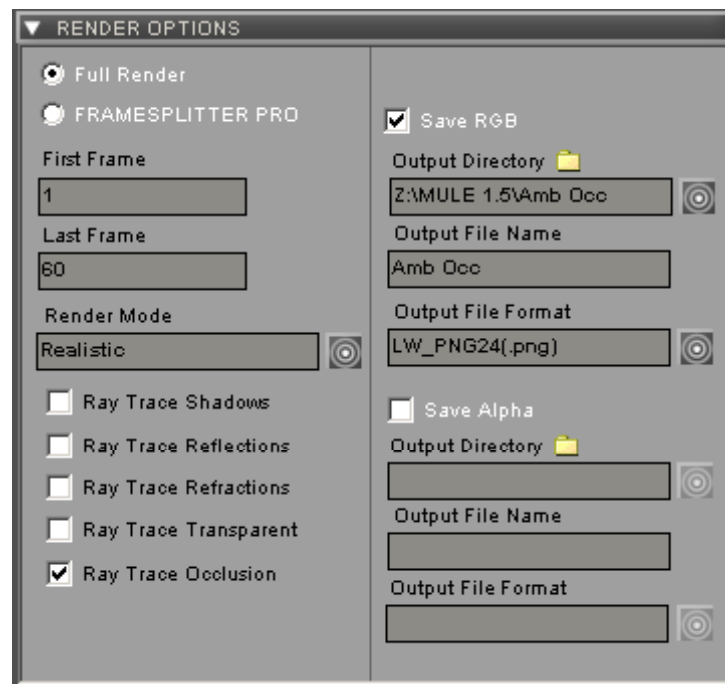 RENDER OPTIONS
Full Render
FRAMESPLITTER PRO
First Frame
1
Last Frame
60
Render Mode
Realistic
Ray Trace Shadows
Ray Trace Reflections
Ray Trace Refractions
Ray Trace Transparent
Ray Trace Occlusion
Save RGB
Output Directory
Z:\MULE 1.5\Amb Occ
Output File Name
Amb Occ
Output File Format
LW_PNG24(.png)
Save Alpha
Output Directory
Output File Name
Output File Format